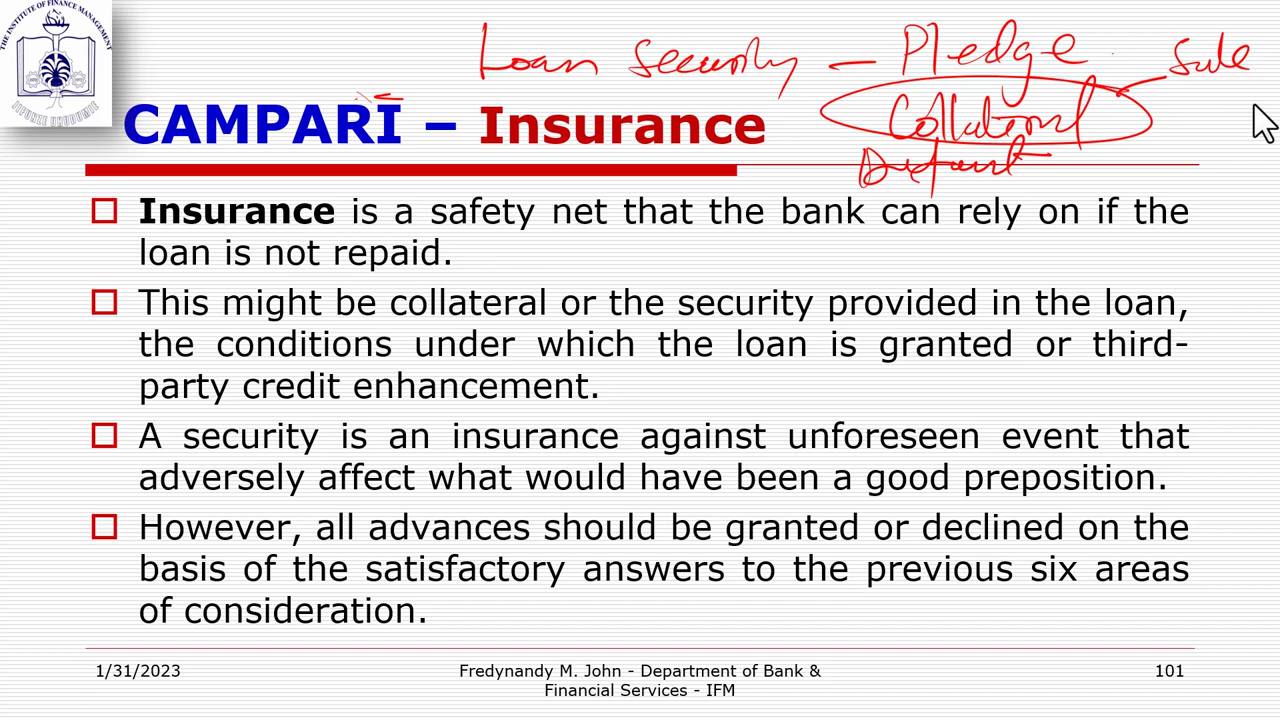 THE INSTITUTE OF FINANCE MANAGEMENT
Loan Security – Pledge
Sale
Collateral
CAMPARI – Insurance
Insurance is a safety net that the bank can rely on if the
loan is not repaid.
This might be collateral or the security provided in the loan,
the conditions under which the loan is granted or third-
party credit enhancement.
A security is an insurance against unforeseen event that
adversely affect what would have been a good preposition.
However, all advances should be granted or declined on the
basis of the satisfactory answers to the previous six areas
of consideration.
1/31/2023
Fredynandy M. John - Department of Bank &
Financial Services - IFM
101